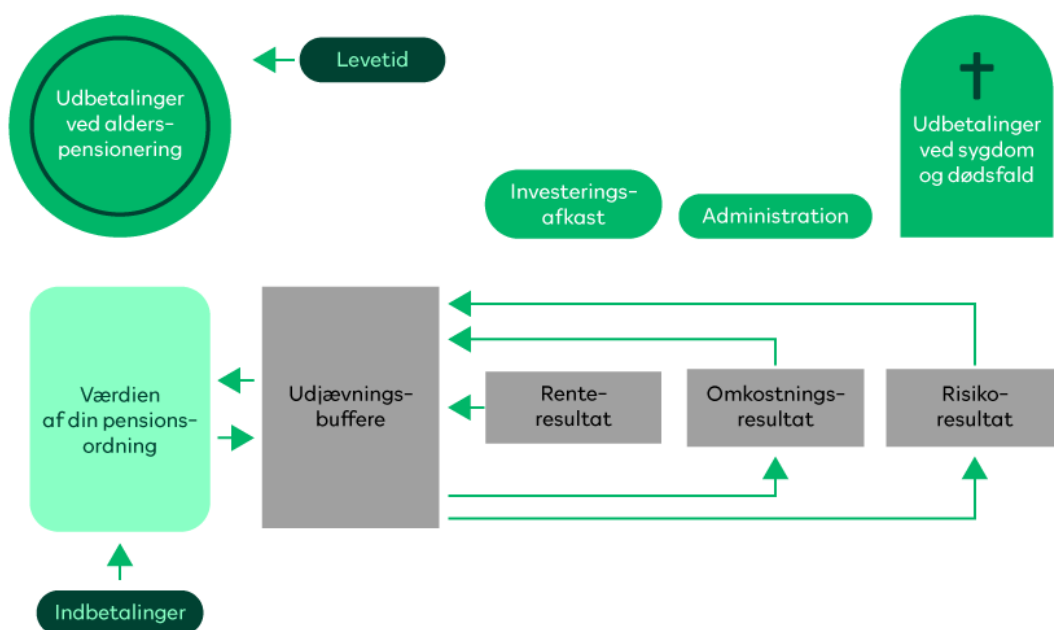 Levetid
Udbetalinger
ved alders-
pensionering
Udbetalinger
ved sygdom
og dødsfald
Investerings-
afkast
Administration
Værdien
af din pensions-
ordning
Udjævnings-
buffere
Rente-
resultat
Omkostnings-
resultat
Risiko-
resultat
Indbetalinger